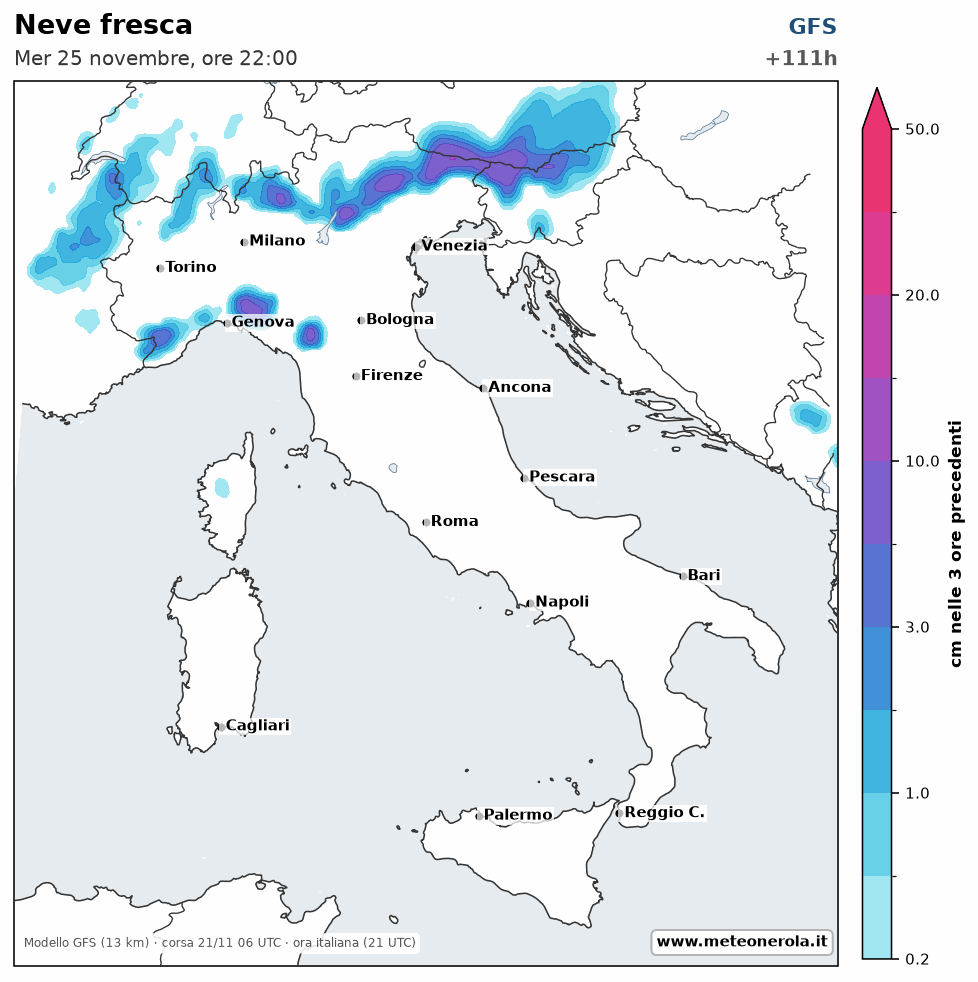 Neve fresca
GFS
Mer 25 novembre, ore 22:00
+111h
50.0
20.0
10.0
3.0
1.0
0.2
cm nelle 3 ore precedenti
Milano
Venezia
Torino
Genova
Bologna
Firenze
Ancona
Pescara
Roma
Bari
Napoli
Cagliari
Palermo
Reggio C.
Modello GFS (13 km) · corsa 21/11 06 UTC · ora italiana (21 UTC)
www.meteonerola.it